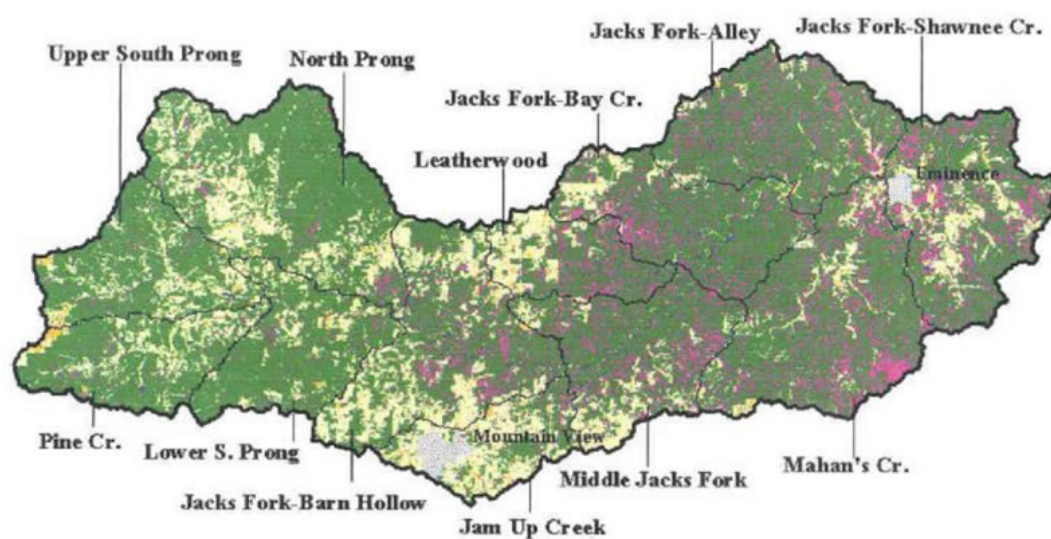 Jacks Fork-Alley
Jacks Fork-Shawnee Cr.
Upper South Prong
North Prong
Jacks Fork-Bay Cr.
Leatherwood
Eminence
Pine Cr.
Lower S. Prong
Mountain View
Jacks Fork-Barn Hollow
Middle Jacks Fork
Mahan's Cr.
Jam Up Creek